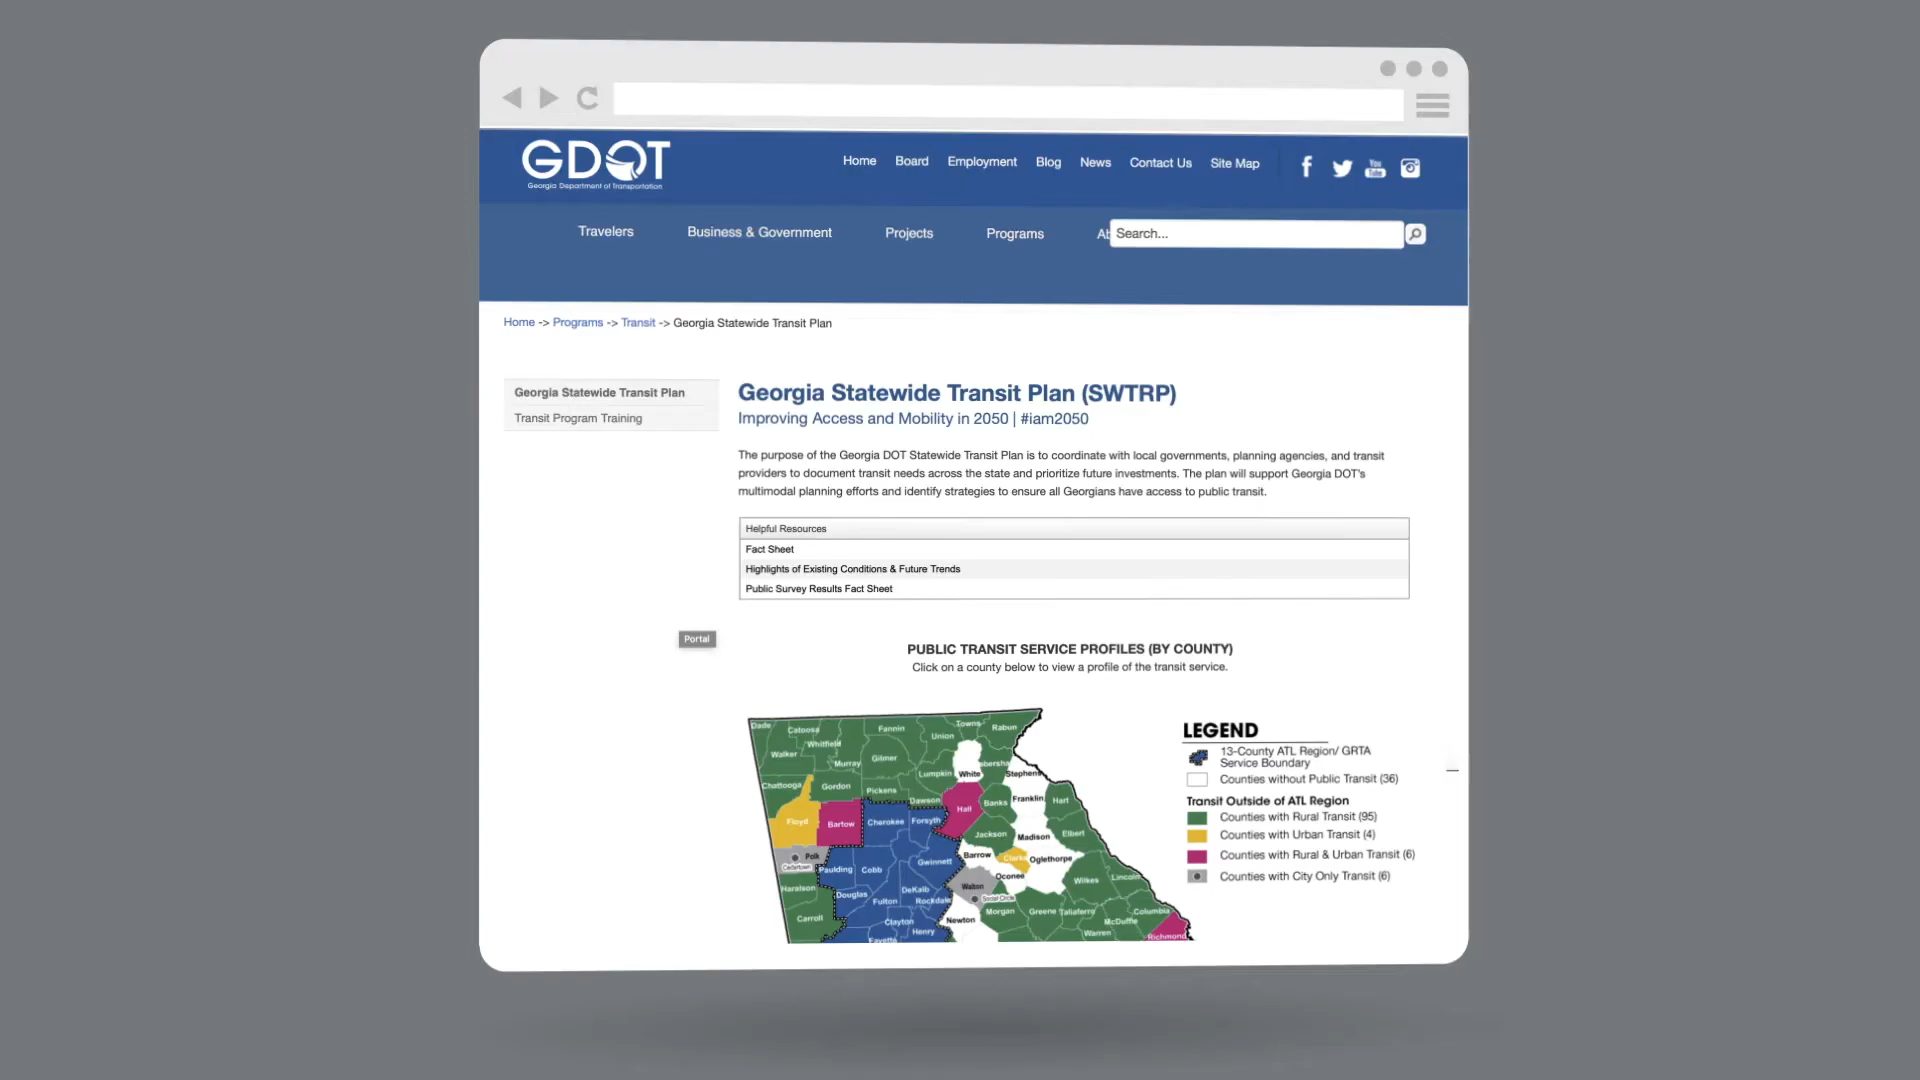 GDOT
Georgia Department of Transportation
Home Board Employment Blog News Contact Us Site Map
You Tube
Travelers Business & Government Projects Programs Ab Search...
Home -> Programs -> Transit -> Georgia Statewide Transit Plan
Georgia Statewide Transit Plan
Transit Program Training
Georgia Statewide Transit Plan (SWTRP)
Improving Access and Mobility in 2050 | #iam2050
The purpose of the Georgia DOT Statewide Transit Plan is to coordinate with local governments, planning agencies, and transit
providers to document transit needs across the state and prioritize future investments. The plan will support Georgia DOT's
multimodal planning efforts and identify strategies to ensure all Georgians have access to public transit.
Helpful Resources
Fact Sheet
Highlights of Existing Conditions & Future Trends
Public Survey Results Fact Sheet
Portal
PUBLIC TRANSIT SERVICE PROFILES (BY COUNTY)
Click on a county below to view a profile of the transit service.
Dade Catoosa Fannin Towns Rabun
Whitfield Union
Walker Murray Gilmer
Lumpkin White bersha Stephens
Chattooga Gordon Pickens
Dawson Hall Banks Franklin Hart
Floyd Bartow Cherokee Forsyth
Jackson Madison Elbert
Polk Cedartown Paulding Cobb Gwinnett Barrow Clarke Oglethorpe
Oconee
Haralson Douglas Fulton DeKalb Rockdale Walton Social Circle Wilkes Lincoln
Carroll Clayton Newton Morgan Greene Taliaferro McDuffie Columbia
Fayette Henry Warren Richmond
LEGEND
13-County ATL Region/ GRTA
Service Boundary
Counties without Public Transit (36)
Transit Outside of ATL Region
Counties with Rural Transit (95)
Counties with Urban Transit (4)
Counties with Rural & Urban Transit (6)
Counties with City Only Transit (6)